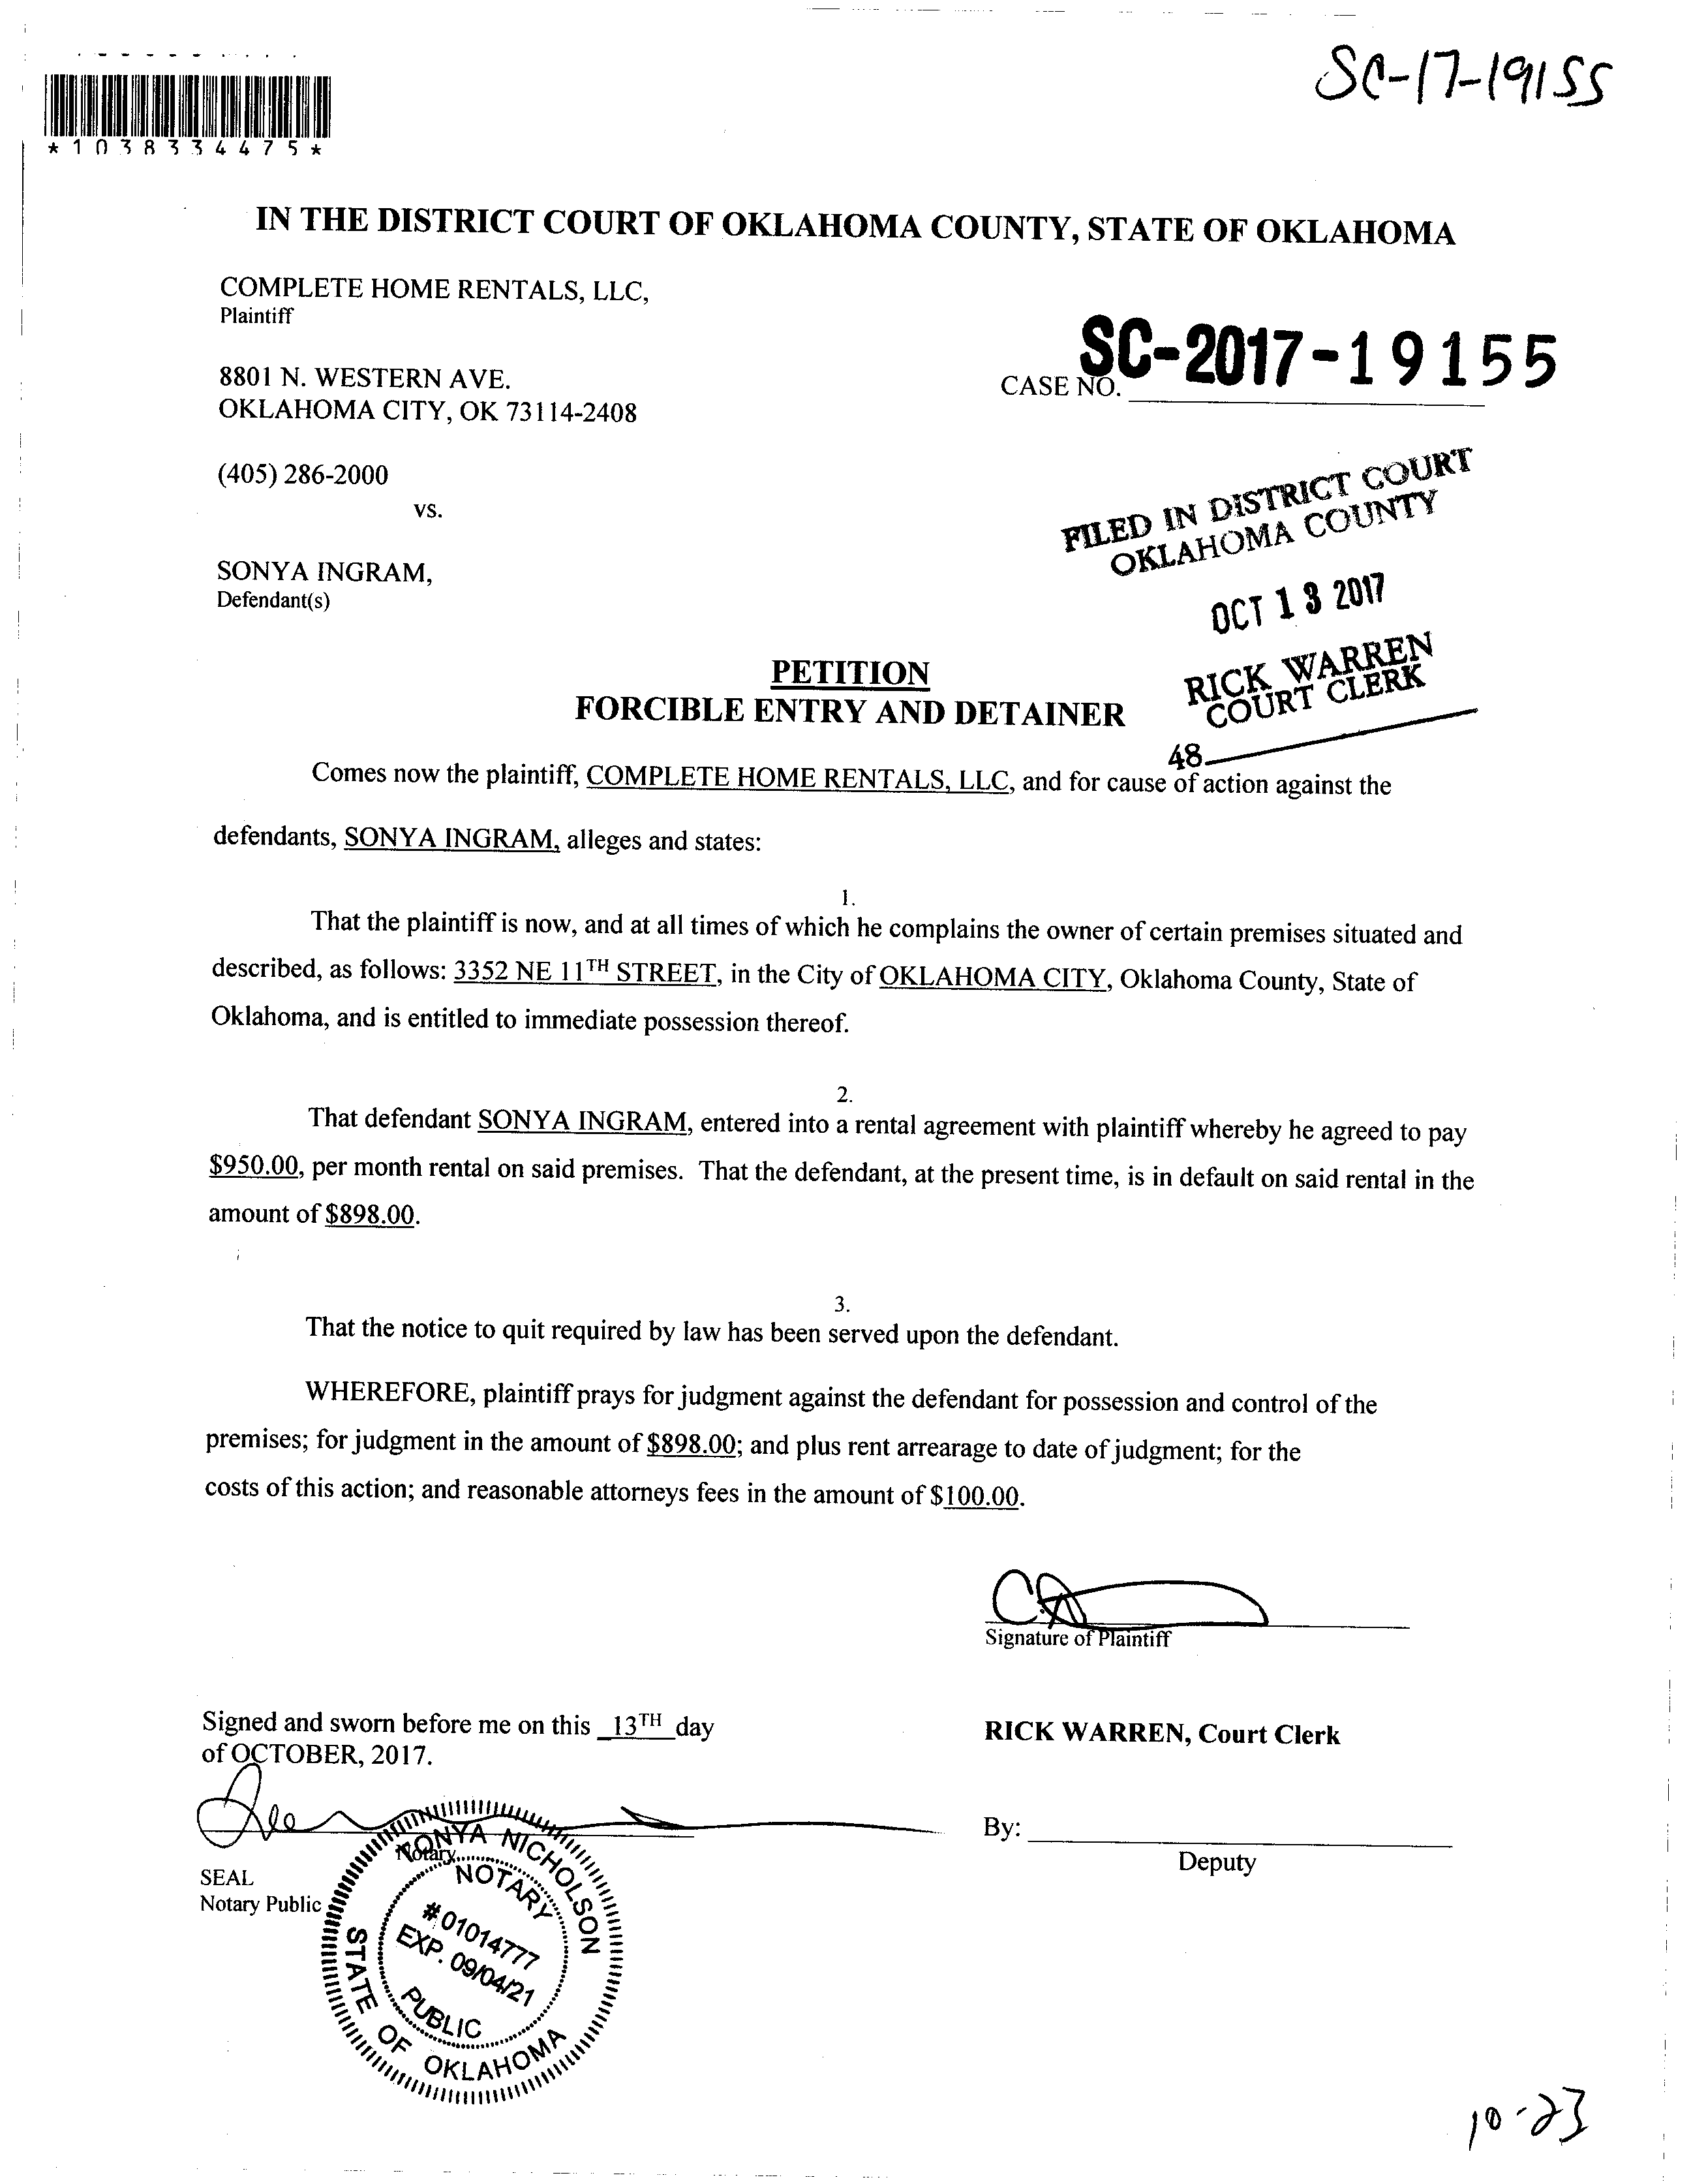 SC-17-19155
*1038334475*
IN THE DISTRICT COURT OF OKLAHOMA COUNTY, STATE OF OKLAHOMA
COMPLETE HOME RENTALS, LLC,
Plaintiff
8801 N. WESTERN AVE.
OKLAHOMA CITY, OK 73114-2408
CASE NO. SC-2017-19155
(405) 286-2000
vs.
FILED IN DISTRICT COURT
OKLAHOMA COUNTY
SONYA INGRAM,
Defendant(s)
OCT 13 2017
RICK WARREN
COURT CLERK
48
PETITION
FORCIBLE ENTRY AND DETAINER
Comes now the plaintiff, COMPLETE HOME RENTALS, LLC, and for cause of action against the
defendants, SONYA INGRAM, alleges and states:
1.
That the plaintiff is now, and at all times of which he complains the owner of certain premises situated and
described, as follows: 3352 NE 11TH STREET, in the City of OKLAHOMA CITY, Oklahoma County, State of
Oklahoma, and is entitled to immediate possession thereof.
2.
That defendant SONYA INGRAM, entered into a rental agreement with plaintiff whereby he agreed to pay
$950.00, per month rental on said premises. That the defendant, at the present time, is in default on said rental in the
amount of $898.00.
3.
That the notice to quit required by law has been served upon the defendant.
WHEREFORE, plaintiff prays for judgment against the defendant for possession and control of the
premises; for judgment in the amount of $898.00; and plus rent arrearage to date of judgment; for the
costs of this action; and reasonable attorneys fees in the amount of $100.00.
Signature of Plaintiff
Signed and sworn before me on this 13TH day
of OCTOBER, 2017.
RICK WARREN, Court Clerk
By:
Deputy
Notary
SEAL
Notary Public
NICHOLSON
NOTARY
#01014777
EXP. 09/04/21
PUBLIC
STATE OF OKLAHOMA
10-23